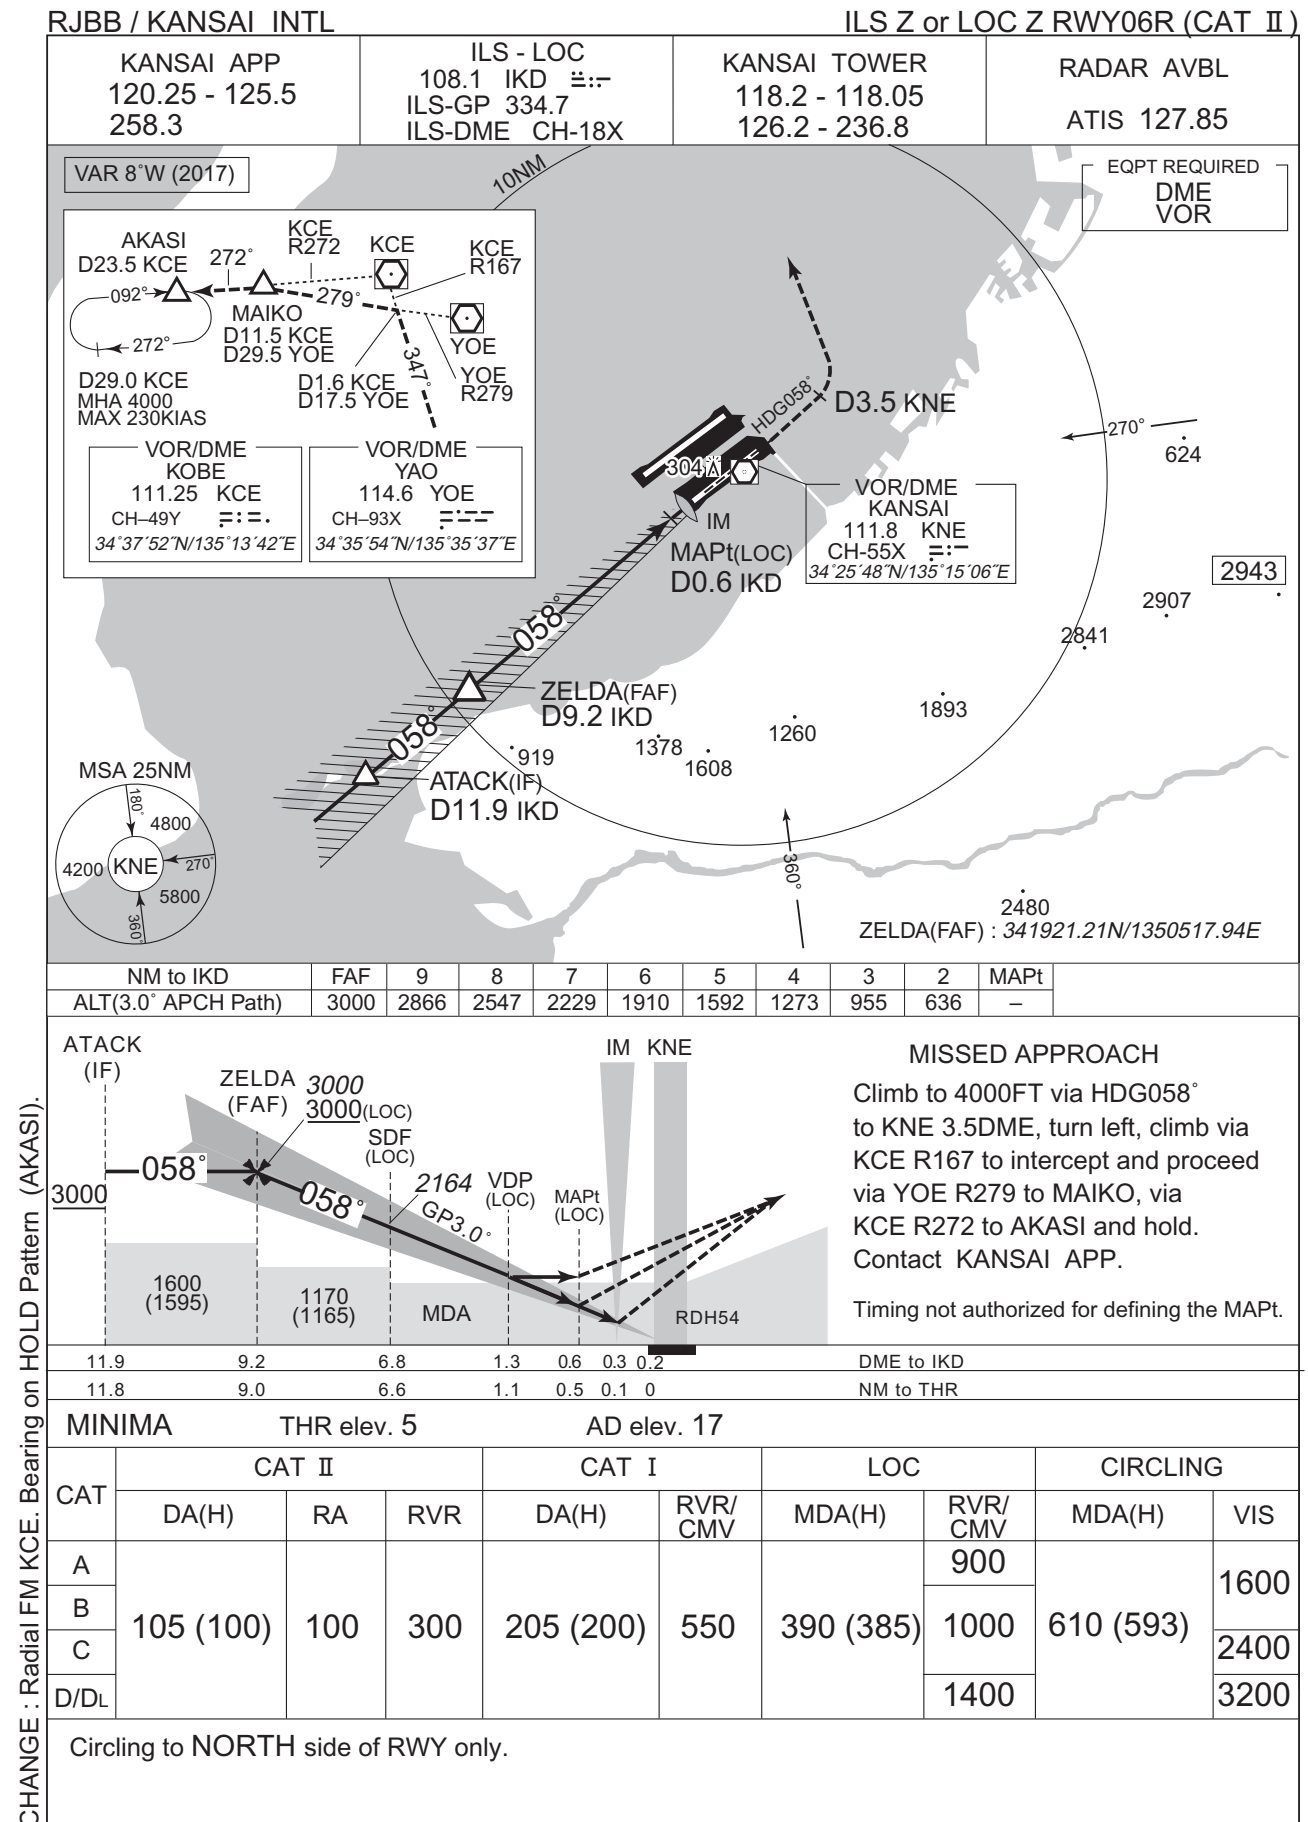 RJBB / KANSAI INTL
ILS Z or LOC Z RWY06R (CAT Ⅱ)
KANSAI APP
120.25 - 125.5
258.3
ILS - LOC
108.1 IKD
ILS-GP 334.7
ILS-DME CH-18X
KANSAI TOWER
118.2 - 118.05
126.2 - 236.8
RADAR AVBL
ATIS 127.85
VAR 8˚W (2017)
10NM
EQPT REQUIRED
DME
VOR
AKASI
D23.5 KCE
272˚
KCE
R272
KCE
KCE
R167
092˚
279˚
MAIKO
D11.5 KCE
D29.5 YOE
YOE
272˚
347˚
D1.6 KCE
D17.5 YOE
YOE
R279
D29.0 KCE
MHA 4000
MAX 230KIAS
VOR/DME
KOBE
111.25 KCE
CH–49Y
34˚37´52˝N/135˚13´42˝E
VOR/DME
YAO
114.6 YOE
CH–93X
34˚35´54˝N/135˚35´37˝E
HDG058˚
D3.5 KNE
270˚
624
304
IM
MAPt(LOC)
D0.6 IKD
VOR/DME
KANSAI
111.8 KNE
CH-55X
34˚25´48˝N/135˚15´06˝E
2943
2907
2841
058˚
ZELDA(FAF)
D9.2 IKD
1893
1260
1378
1608
919
058˚
ATACK(IF)
D11.9 IKD
MSA 25NM
180˚
4800
4200
KNE
270˚
5800
360˚
360˚
2480
ZELDA(FAF) : 341921.21N/1350517.94E
NM to IKD FAF 9 8 7 6 5 4 3 2 MAPt
ALT(3.0˚ APCH Path) 3000 2866 2547 2229 1910 1592 1273 955 636 –
ATACK
(IF)
ZELDA
(FAF)
3000
3000(LOC)
SDF
(LOC)
IM KNE
058˚
3000
058˚
2164
GP3.0˚
VDP
(LOC)
MAPt
(LOC)
1600
(1595)
1170
(1165)
MDA
RDH54
MISSED APPROACH
Climb to 4000FT via HDG058˚
to KNE 3.5DME, turn left, climb via
KCE R167 to intercept and proceed
via YOE R279 to MAIKO, via
KCE R272 to AKASI and hold.
Contact KANSAI APP.
Timing not authorized for defining the MAPt.
11.9 9.2 6.8 1.3 0.6 0.3 0.2 DME to IKD
11.8 9.0 6.6 1.1 0.5 0.1 0 NM to THR
MINIMA THR elev. 5 AD elev. 17
CAT
CAT Ⅱ CAT Ⅰ LOC CIRCLING
DA(H) RA RVR DA(H) RVR/
CMV MDA(H) RVR/
CMV MDA(H) VIS
A
B
C
D/DL
105 (100) 100 300 205 (200) 550 390 (385)
900
1000
1400
610 (593)
1600
2400
3200
Circling to NORTH side of RWY only.
CHANGE : Radial FM KCE. Bearing on HOLD Pattern (AKASI).